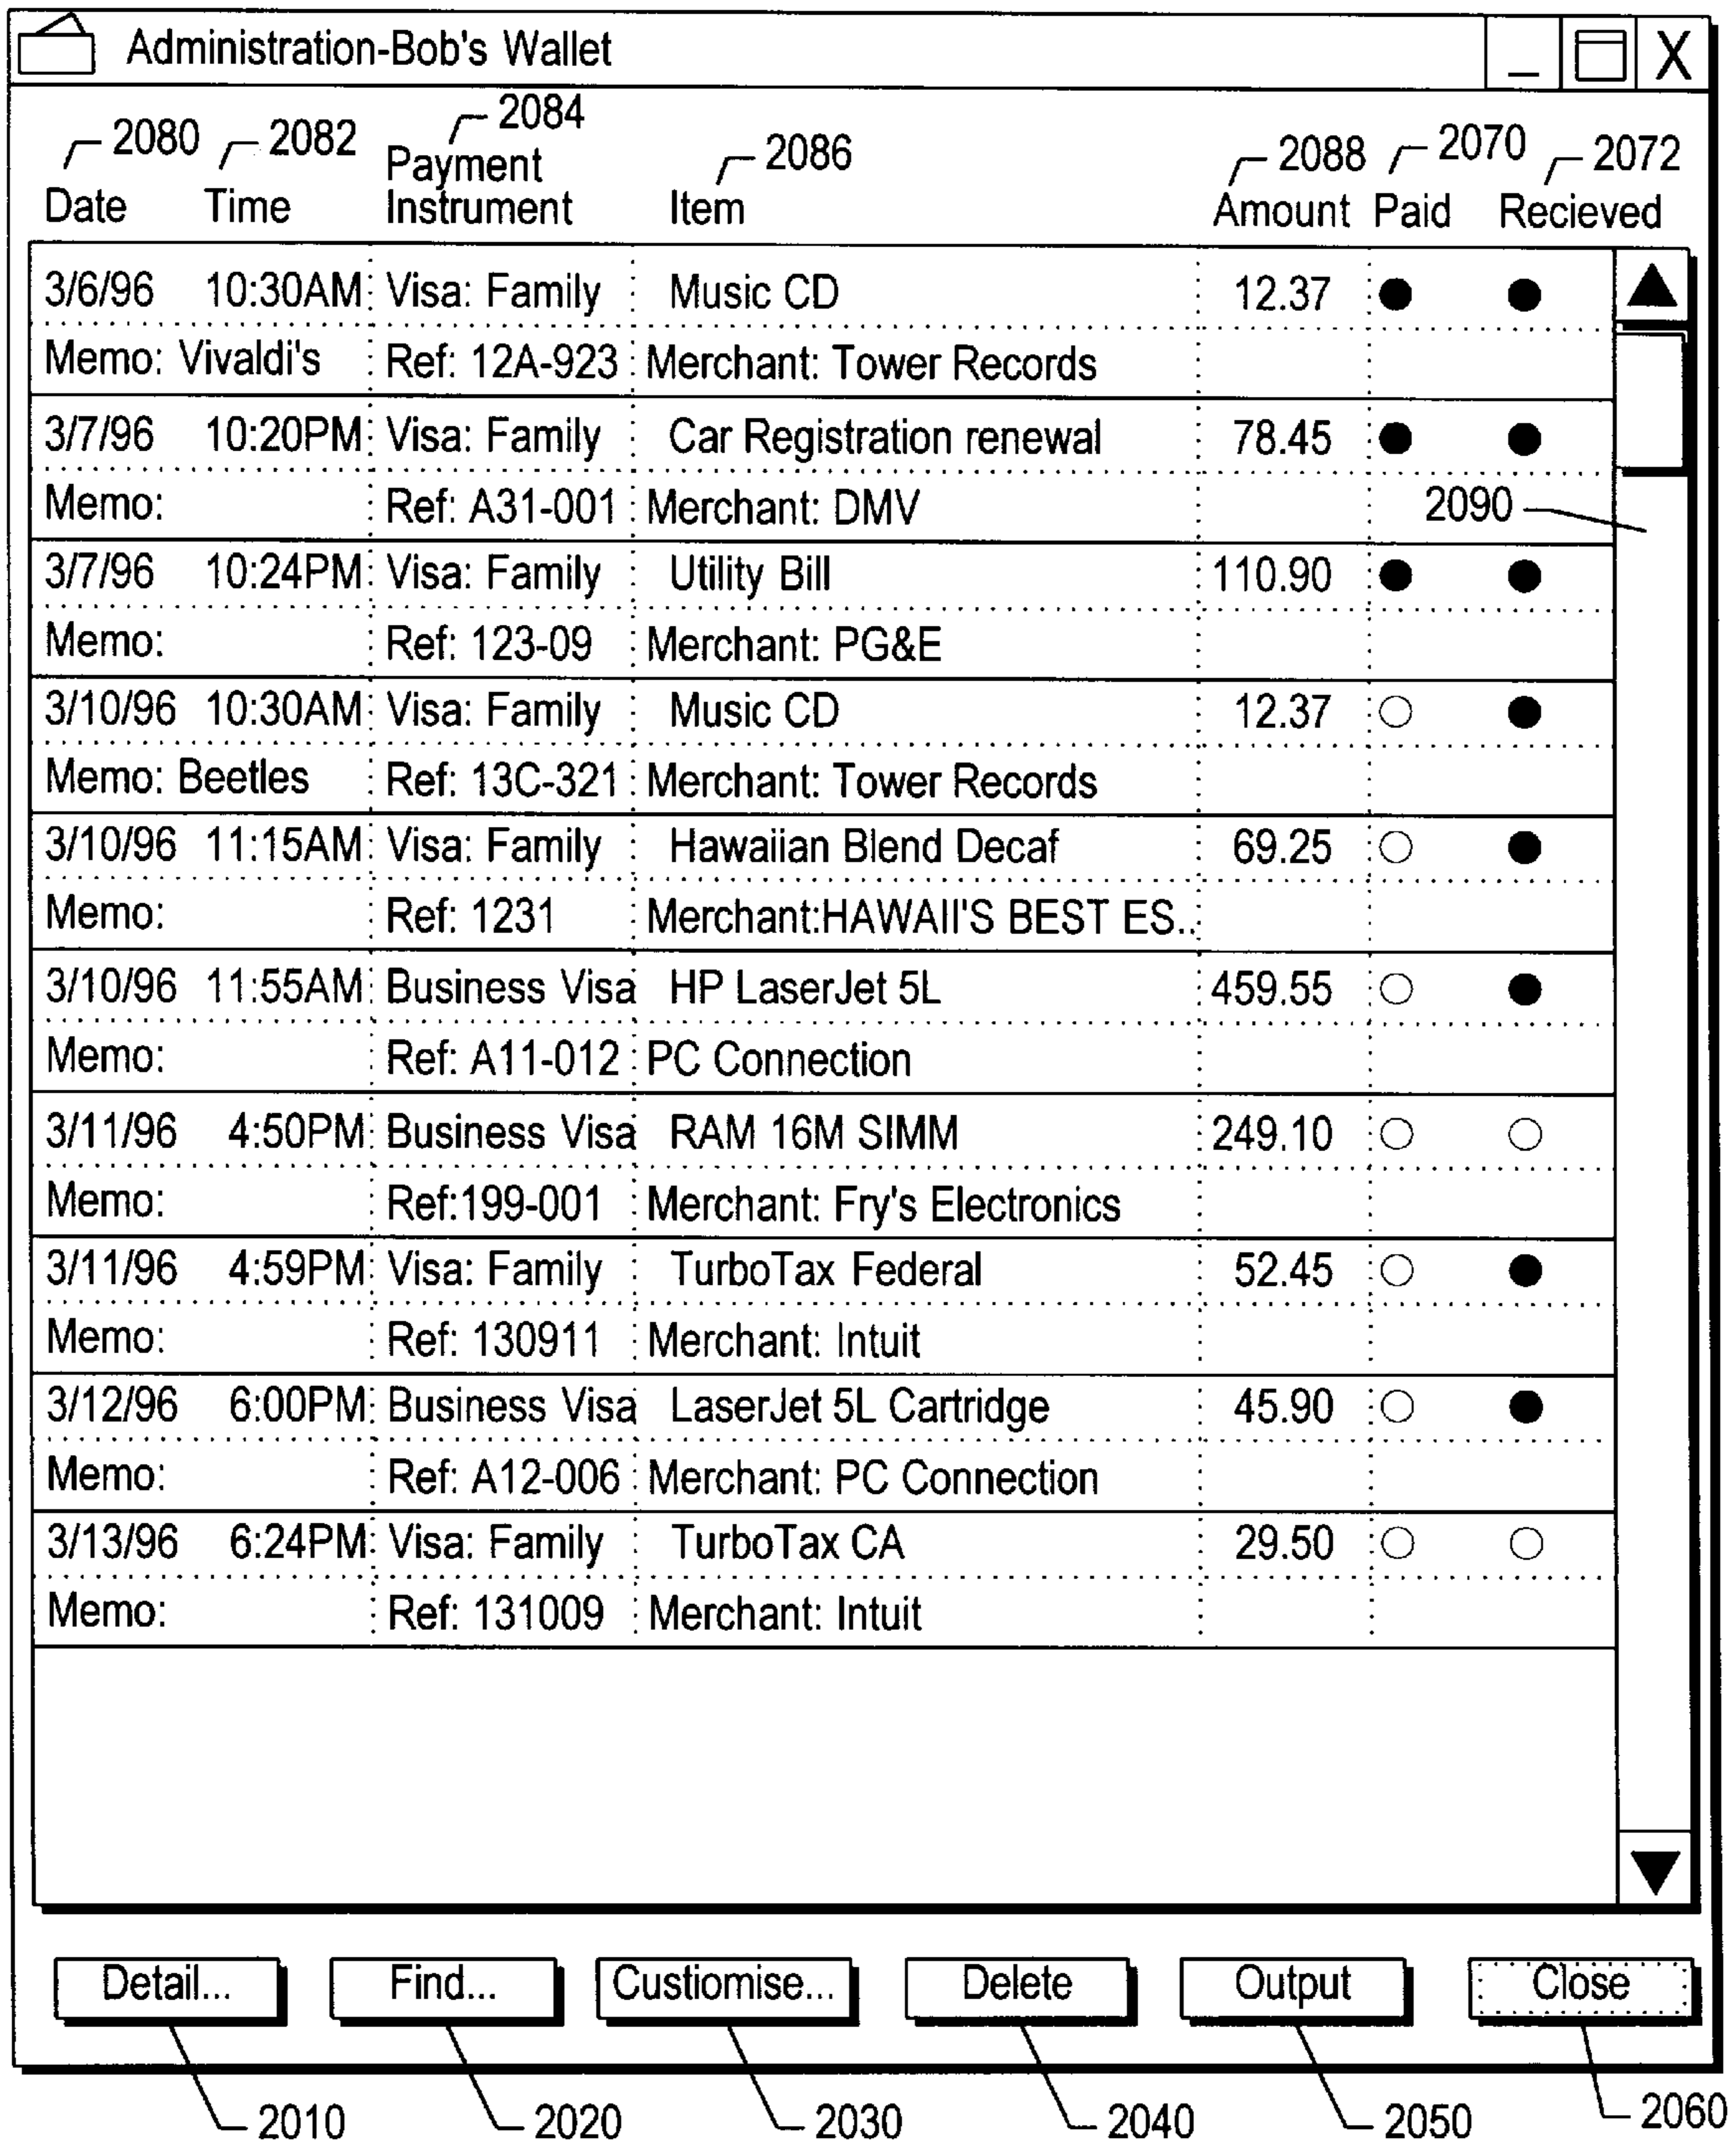 Administration-Bob's Wallet
X
2080 2082 2084 2086 2088 2070 2072
Date Time Payment Instrument Item Amount Paid Recieved
3/6/96 10:30AM Visa: Family Music CD 12.37
Memo: Vivaldi's Ref: 12A-923 Merchant: Tower Records
3/7/96 10:20PM Visa: Family Car Registration renewal 78.45
Memo: Ref: A31-001 Merchant: DMV 2090
3/7/96 10:24PM Visa: Family Utility Bill 110.90
Memo: Ref: 123-09 Merchant: PG&E
3/10/96 10:30AM Visa: Family Music CD 12.37
Memo: Beetles Ref: 13C-321 Merchant: Tower Records
3/10/96 11:15AM Visa: Family Hawaiian Blend Decaf 69.25
Memo: Ref: 1231 Merchant:HAWAII'S BEST ES..
3/10/96 11:55AM Business Visa HP LaserJet 5L 459.55
Memo: Ref: A11-012 PC Connection
3/11/96 4:50PM Business Visa RAM 16M SIMM 249.10
Memo: Ref:199-001 Merchant: Fry's Electronics
3/11/96 4:59PM Visa: Family TurboTax Federal 52.45
Memo: Ref: 130911 Merchant: Intuit
3/12/96 6:00PM Business Visa LaserJet 5L Cartridge 45.90
Memo: Ref: A12-006 Merchant: PC Connection
3/13/96 6:24PM Visa: Family TurboTax CA 29.50
Memo: Ref: 131009 Merchant: Intuit
Detail... Find... Custiomise... Delete Output Close
2010 2020 2030 2040 2050 2060